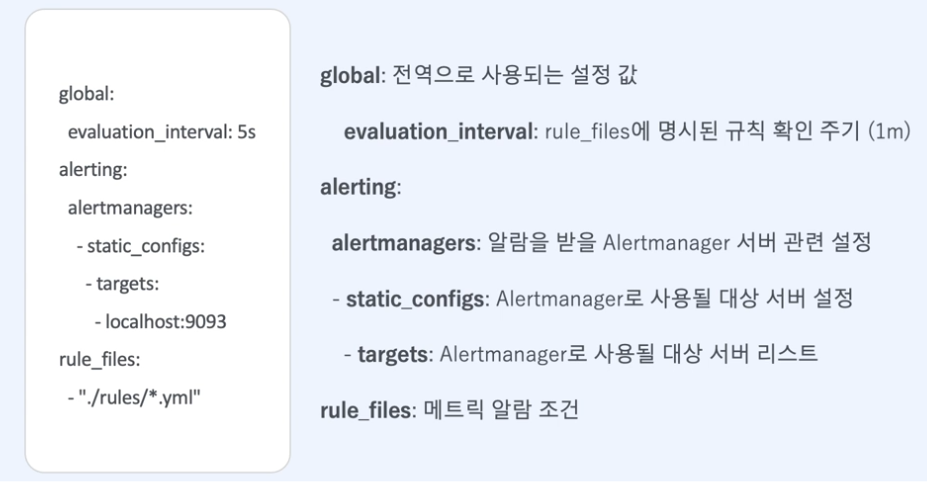 global:
evaluation_interval: 5s
alerting:
alertmanagers:
- static_configs:
- targets:
- localhost:9093
rule_files:
- "./rules/*.yml"
global: 전역으로 사용되는 설정 값
evaluation_interval: rule_files에 명시된 규칙 확인 주기 (1m)
alerting:
alertmanagers: 알람을 받을 Alertmanager 서버 관련 설정
- static_configs: Alertmanager로 사용될 대상 서버 설정
- targets: Alertmanager로 사용될 대상 서버 리스트
rule_files: 메트릭 알람 조건